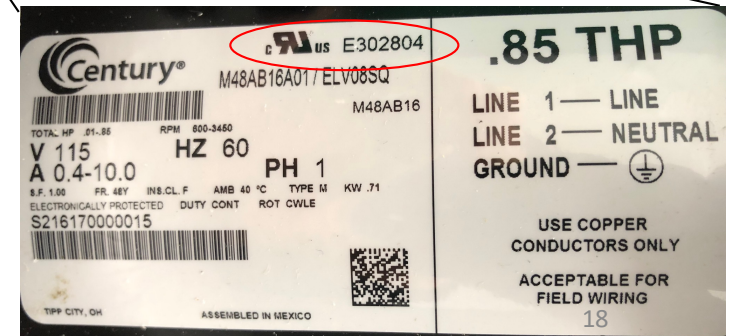 c RU US E302804
Century®
M48AB16A01 / ELV08SQ
M48AB16
TOTAL HP .01-.85 RPM 600-3450
V 115 HZ 60
A 0.4-10.0 PH 1
S.F. 1.00 FR. 48Y INS.CL. F AMB 40 °C TYPE M KW .71
ELECTRONICALLY PROTECTED DUTY CONT ROT CWLE
S216170000015
TIPP CITY, OH ASSEMBLED IN MEXICO
.85 THP
LINE 1 — LINE
LINE 2 — NEUTRAL
GROUND —
USE COPPER
CONDUCTORS ONLY
ACCEPTABLE FOR
FIELD WIRING
18